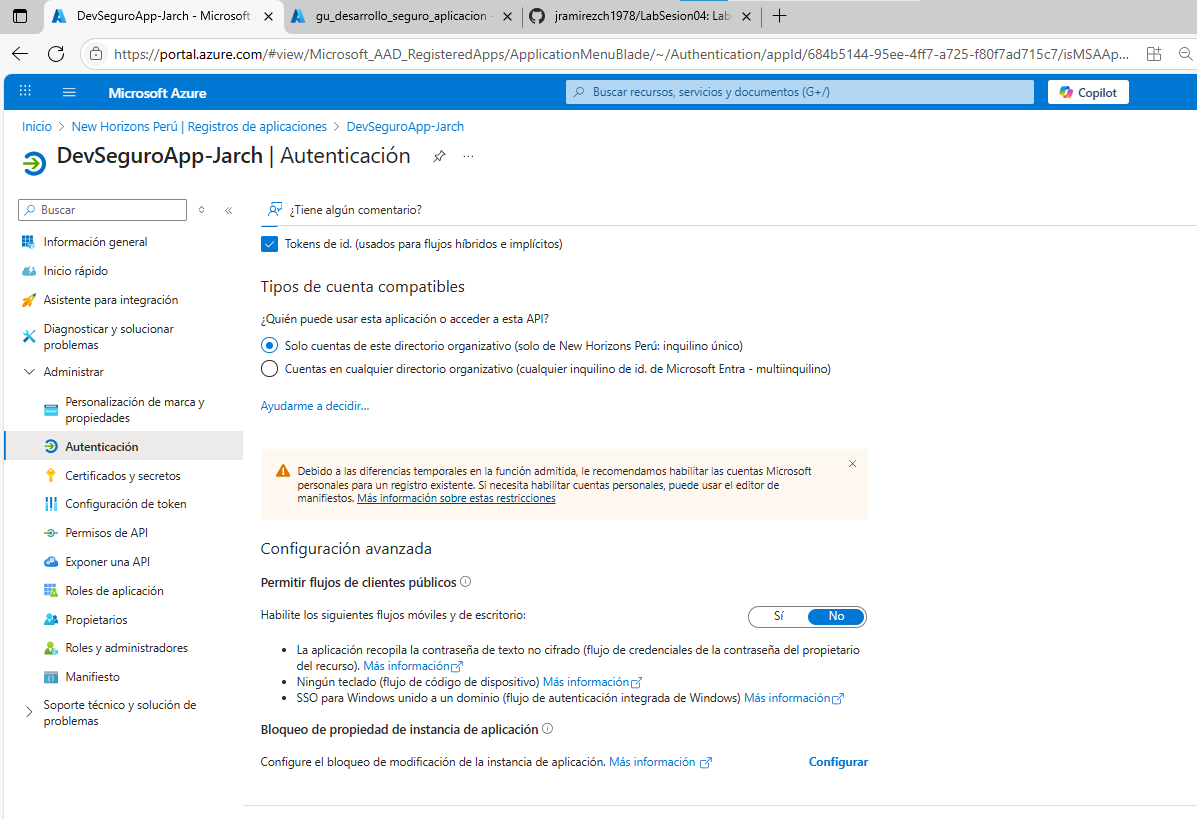 DevSeguroApp-Jarch - Microsoft
gu_desarrollo_seguro_aplicacion -
jramirezch1978/LabSesion04: Lab
https://portal.azure.com/#view/Microsoft_AAD_RegisteredApps/ApplicationMenuBlade/~/Authentication/appId/684b5144-95ee-4ff7-a725-f80f7ad715c7/isMSAAp...
Microsoft Azure
Buscar recursos, servicios y documentos (G+/)
Copilot
Inicio > New Horizons Perú | Registros de aplicaciones > DevSeguroApp-Jarch
DevSeguroApp-Jarch | Autenticación
Buscar
Información general
Inicio rápido
Asistente para integración
Diagnosticar y solucionar
problemas
Administrar
Personalización de marca y
propiedades
Autenticación
Certificados y secretos
Configuración de token
Permisos de API
Exponer una API
Roles de aplicación
Propietarios
Roles y administradores
Manifiesto
Soporte técnico y solución de
problemas
¿Tiene algún comentario?
Tokens de id. (usados para flujos híbridos e implícitos)
Tipos de cuenta compatibles
¿Quién puede usar esta aplicación o acceder a esta API?
Solo cuentas de este directorio organizativo (solo de New Horizons Perú: inquilino único)
Cuentas en cualquier directorio organizativo (cualquier inquilino de id. de Microsoft Entra - multiinquilino)
Ayudarme a decidir...
Debido a las diferencias temporales en la función admitida, le recomendamos habilitar las cuentas Microsoft
personales para un registro existente. Si necesita habilitar cuentas personales, puede usar el editor de
manifiestos. Más información sobre estas restricciones
Configuración avanzada
Permitir flujos de clientes públicos
Habilite los siguientes flujos móviles y de escritorio:
Sí No
• La aplicación recopila la contraseña de texto no cifrado (flujo de credenciales de la contraseña del propietario
del recurso). Más información
• Ningún teclado (flujo de código de dispositivo) Más información
• SSO para Windows unido a un dominio (flujo de autenticación integrada de Windows) Más información
Bloqueo de propiedad de instancia de aplicación
Configure el bloqueo de modificación de la instancia de aplicación. Más información
Configurar